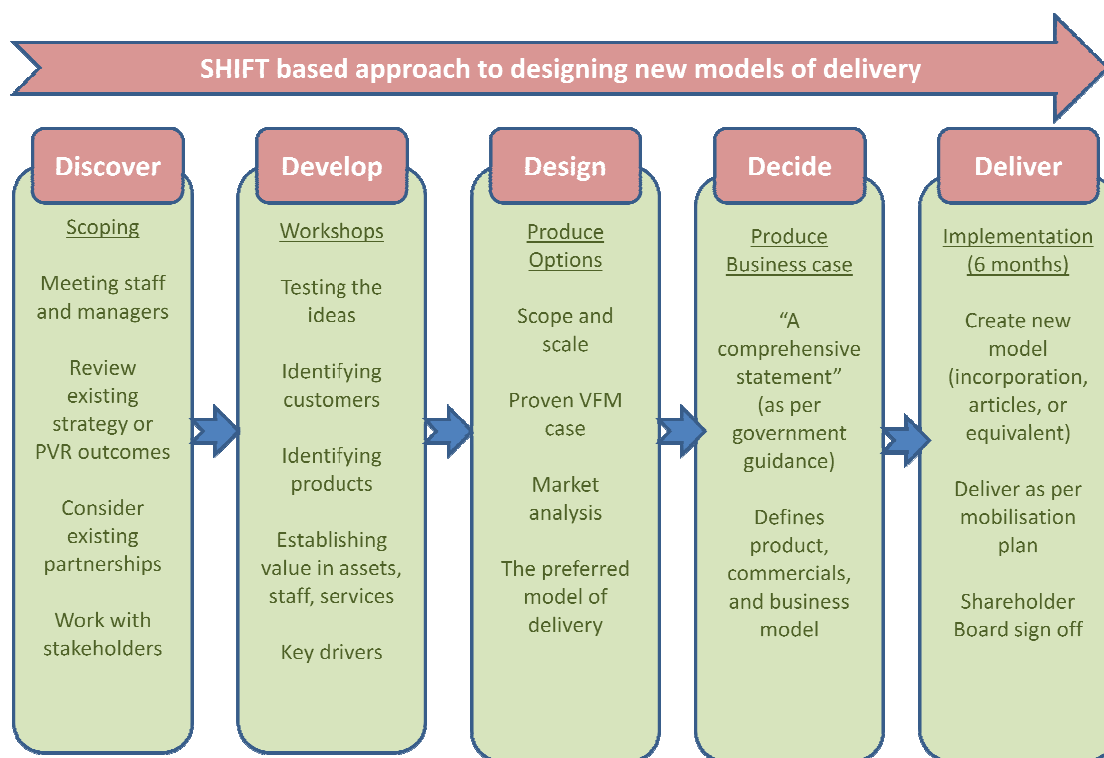 SHIFT based approach to designing new models of delivery
Discover
Scoping
Meeting staff
and managers
Review
existing
strategy or
PVR outcomes
Consider
existing
partnerships
Work with
stakeholders
Develop
Workshops
Testing the
ideas
Identifying
customers
Identifying
products
Establishing
value in assets,
staff, services
Key drivers
Design
Produce
Options
Scope and
scale
Proven VFM
case
Market
analysis
The preferred
model of
delivery
Decide
Produce
Business case
“A
comprehensive
statement”
(as per
government
guidance)
Defines
product,
commercials,
and business
model
Deliver
Implementation
(6 months)
Create new
model
(incorporation,
articles, or
equivalent)
Deliver as per
mobilisation
plan
Shareholder
Board sign off